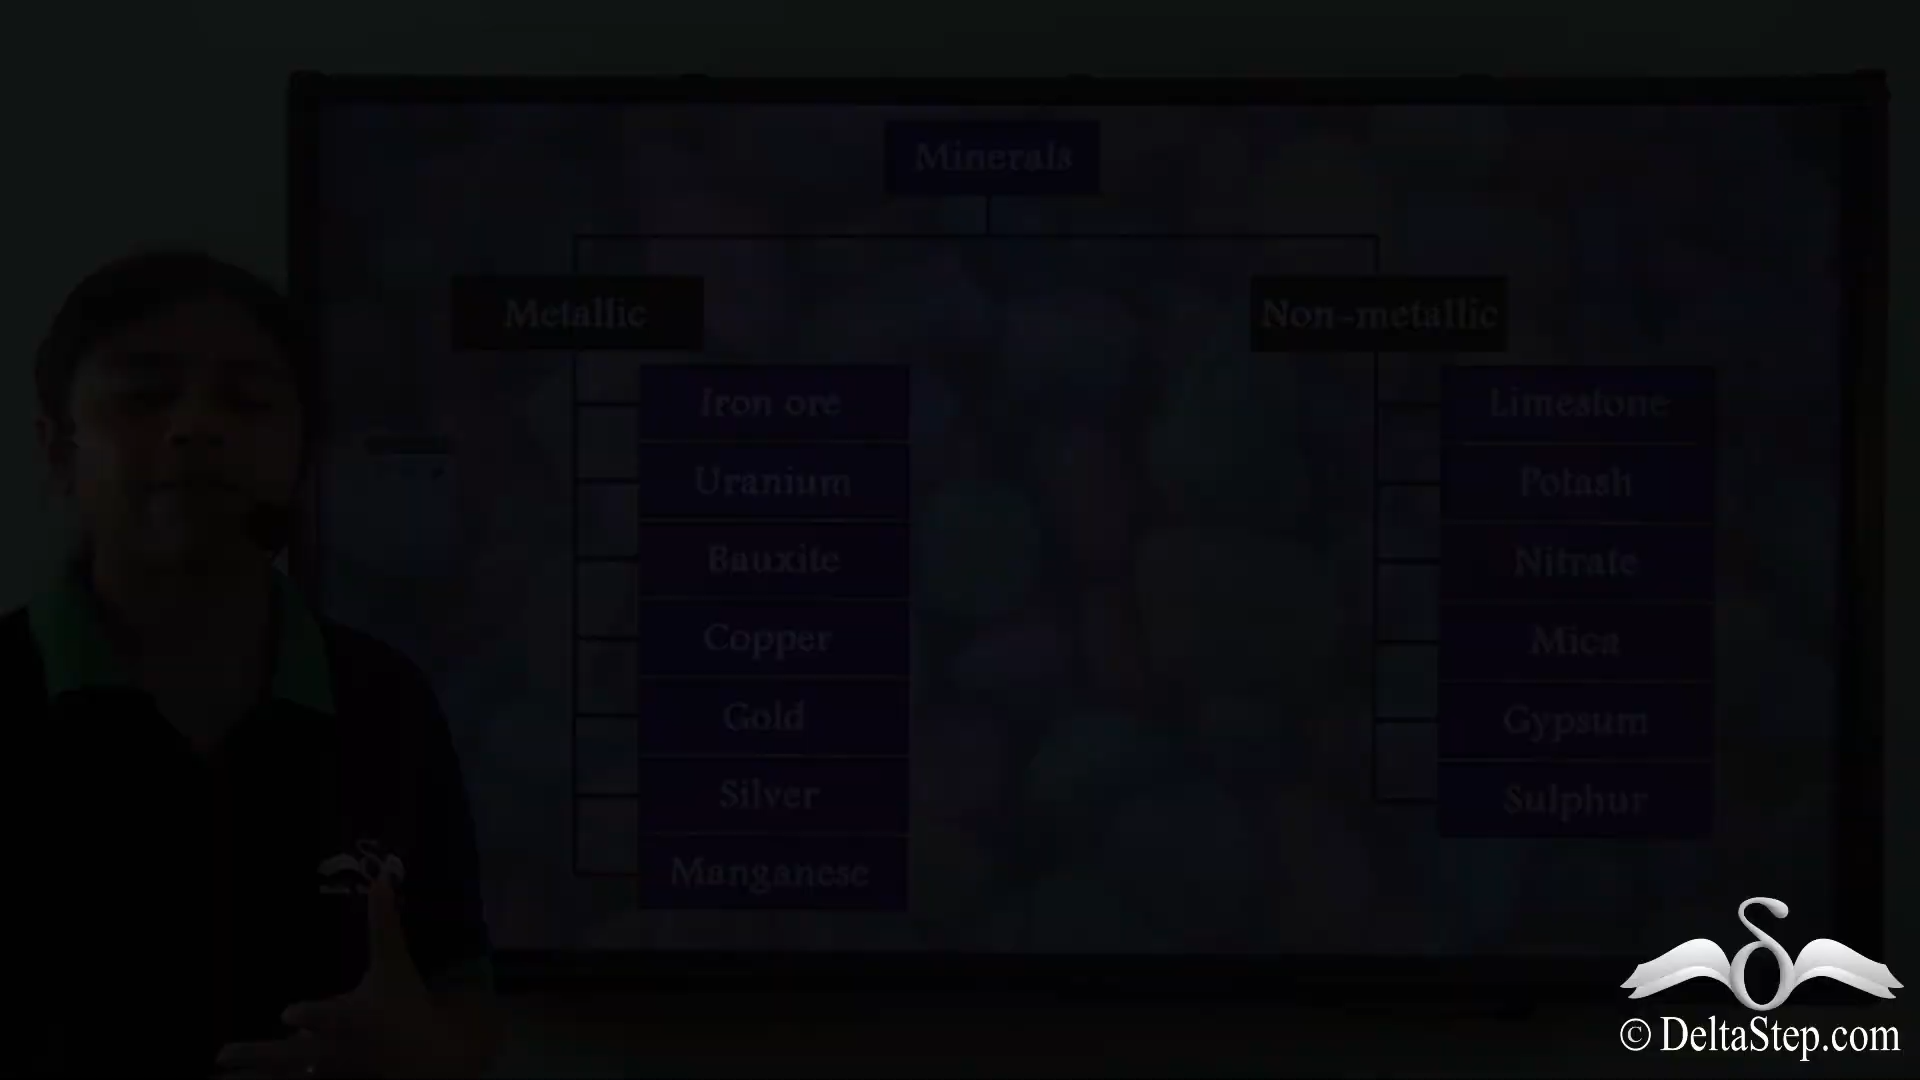 Minerals
Metallic
Non-metallic
Iron ore
Uranium
Bauxite
Copper
Gold
Silver
Manganese
Limestone
Potash
Nitrate
Mica
Gypsum
Sulphur
© DeltaStep.com